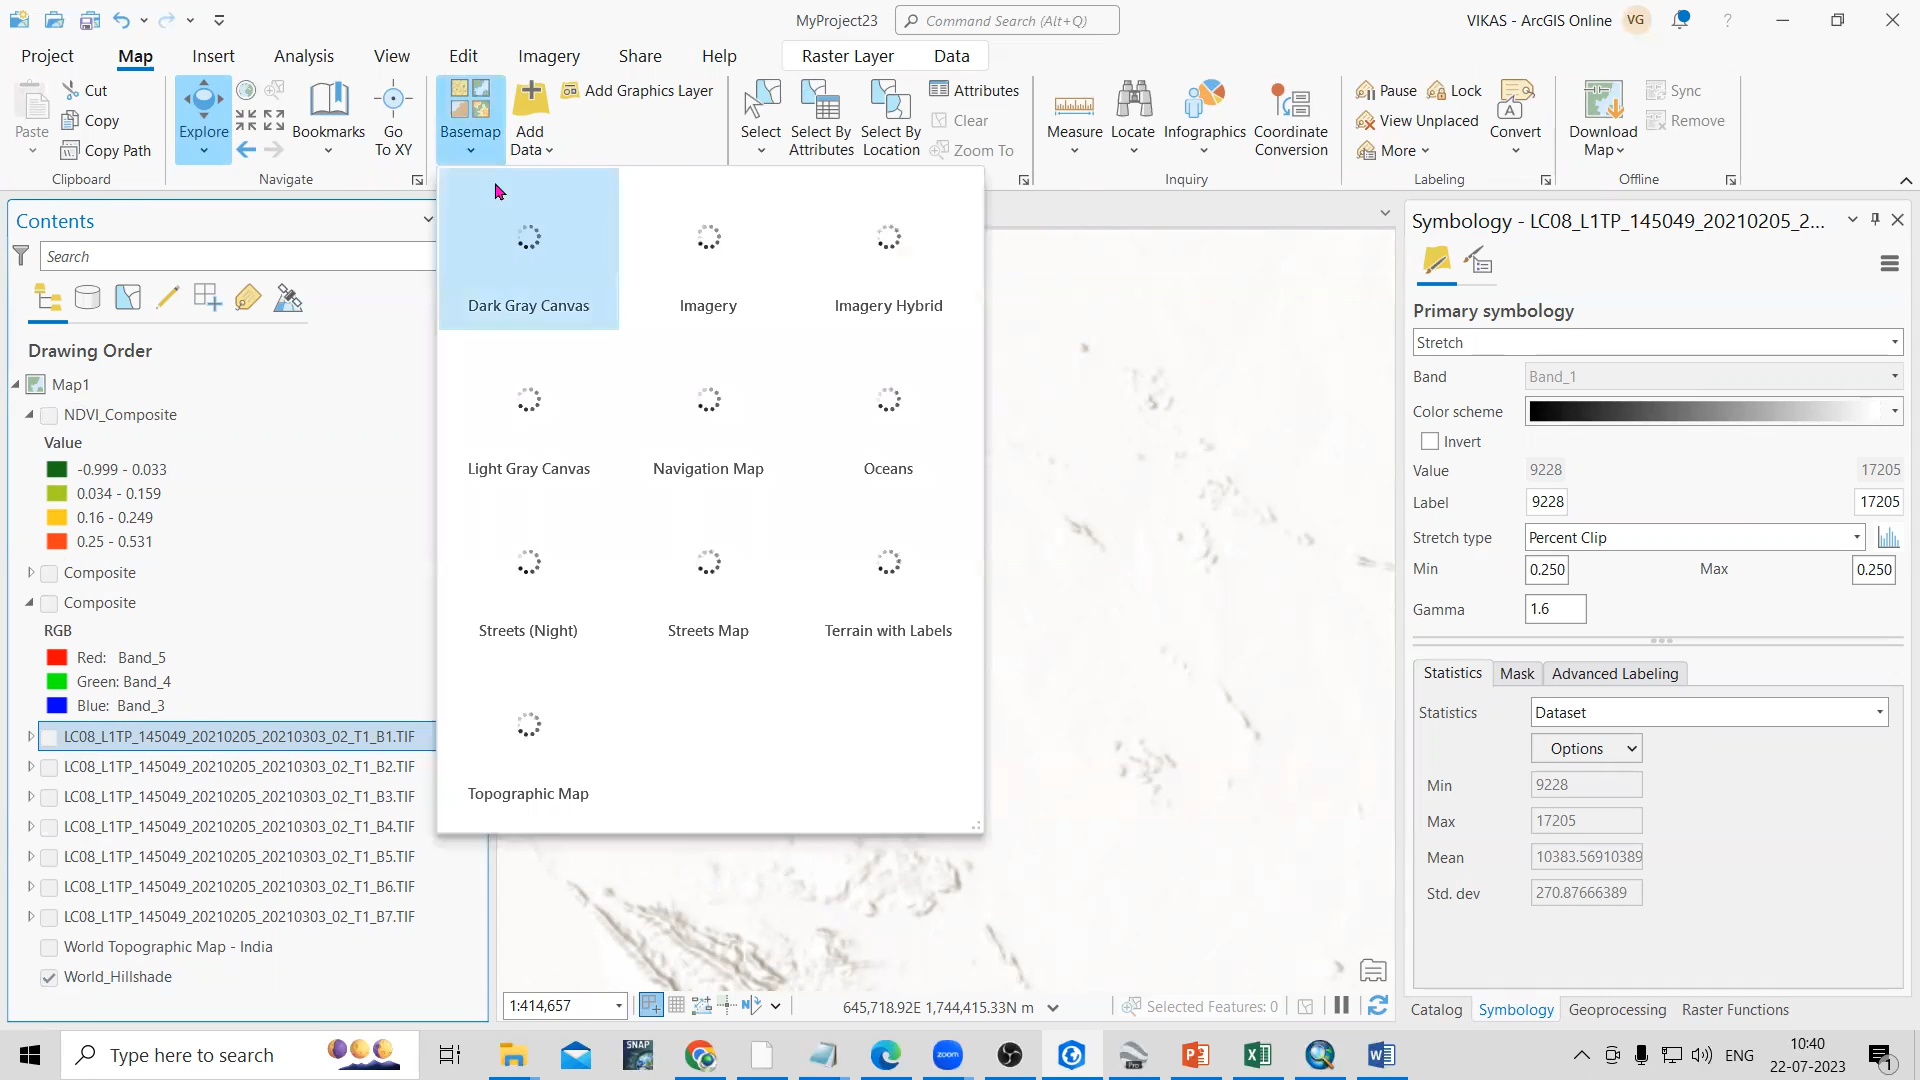 MyProject23
Command Search (Alt+Q)
VIKAS - ArcGIS Online
VG
?
Project
Map
Insert
Analysis
View
Edit
Imagery
Share
Help
Raster Layer
Data
Paste
Cut
Copy
Copy Path
Clipboard
Explore
Bookmarks
Go
To XY
Navigate
Basemap
Add
Data
Add Graphics Layer
Select
Select By
Attributes
Select By
Location
Attributes
Clear
Zoom To
Measure
Locate
Infographics
Coordinate
Conversion
Inquiry
Pause
Lock
View Unplaced
More
Convert
Labeling
Download
Map
Sync
Remove
Offline
Contents
Search
Drawing Order
Map1
NDVI_Composite
Value
-0.999 - 0.033
0.034 - 0.159
0.16 - 0.249
0.25 - 0.531
Composite
Composite
RGB
Red: Band_5
Green: Band_4
Blue: Band_3
LC08_L1TP_145049_20210205_20210303_02_T1_B1.TIF
LC08_L1TP_145049_20210205_20210303_02_T1_B2.TIF
LC08_L1TP_145049_20210205_20210303_02_T1_B3.TIF
LC08_L1TP_145049_20210205_20210303_02_T1_B4.TIF
LC08_L1TP_145049_20210205_20210303_02_T1_B5.TIF
LC08_L1TP_145049_20210205_20210303_02_T1_B6.TIF
LC08_L1TP_145049_20210205_20210303_02_T1_B7.TIF
World Topographic Map - India
World_Hillshade
Dark Gray Canvas
Imagery
Imagery Hybrid
Light Gray Canvas
Navigation Map
Oceans
Streets (Night)
Streets Map
Terrain with Labels
Topographic Map
1:414,657
645,718.92E 1,744,415.33N m
Selected Features: 0
Symbology - LC08_L1TP_145049_20210205_2...
Primary symbology
Stretch
Band
Band_1
Color scheme
Invert
Value
9228
17205
Label
9228
17205
Stretch type
Percent Clip
Min
0.250
Max
0.250
Gamma
1.6
Statistics
Mask
Advanced Labeling
Statistics
Dataset
Options
Min
9228
Max
17205
Mean
10383.56910389
Std. dev
270.87666389
Catalog
Symbology
Geoprocessing
Raster Functions
Type here to search
SNAP
zoom
Pro
ENG
10:40
22-07-2023
1